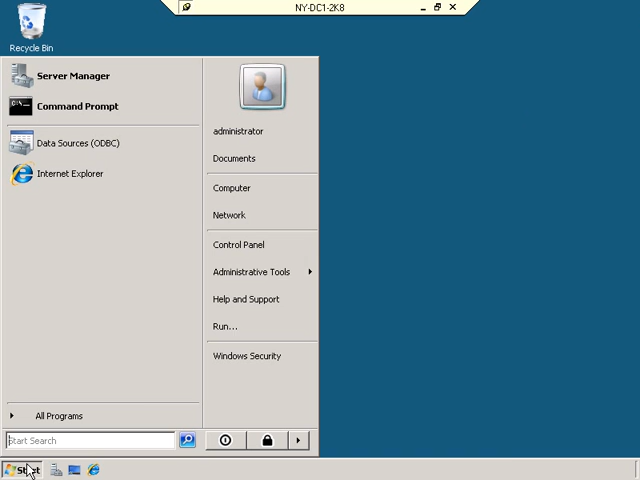 NY-DC1-2K8
Recycle Bin
Server Manager
Command Prompt
Data Sources (ODBC)
Internet Explorer
All Programs
Start Search
administrator
Documents
Computer
Network
Control Panel
Administrative Tools
Help and Support
Run...
Windows Security
Start